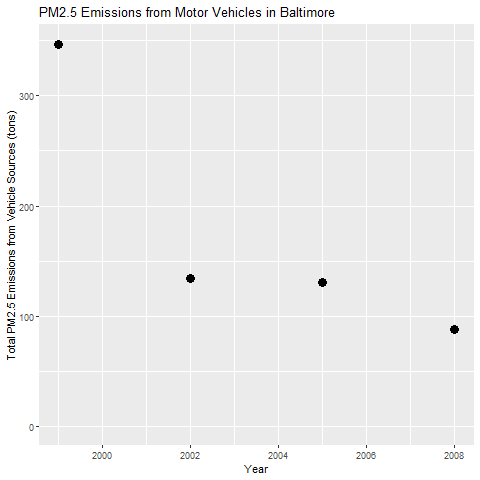 PM2.5 Emissions from Motor Vehicles in Baltimore
Total PM2.5 Emissions from Vehicle Sources (tons)
300
200
100
0
2000 2002 2004 2006 2008
Year